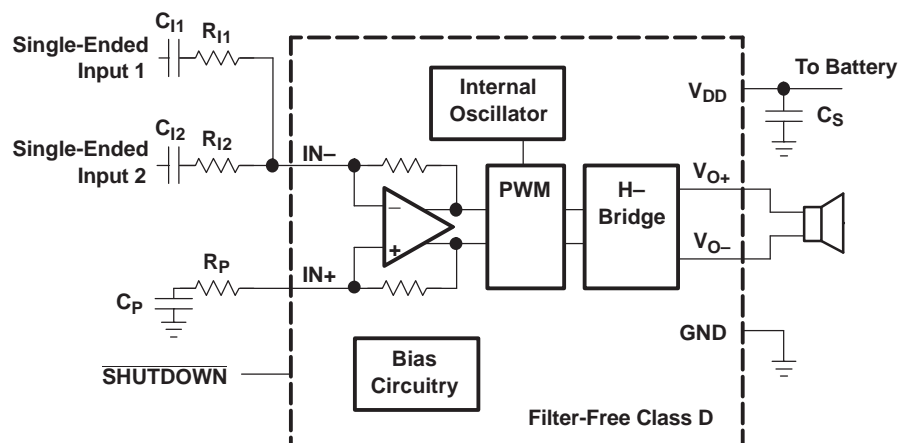 C_I1
R_I1
Single-Ended
Input 1
C_I2
R_I2
Single-Ended
Input 2
IN–
Internal
Oscillator
V_DD
To Battery
C_S
–
+
PWM
H–
Bridge
V_O+
V_O–
R_P
IN+
C_P
GND
SHUTDOWN
Bias
Circuitry
Filter-Free Class D